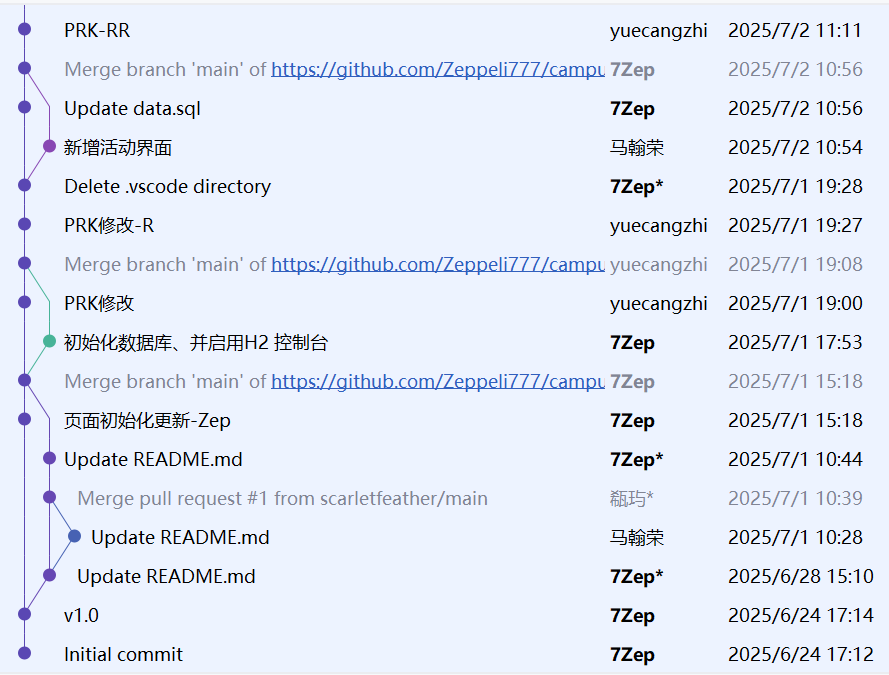 PRK-RR yuecangzhi 2025/7/2 11:11
Merge branch 'main' of https://github.com/Zeppeli777/campu 7Zep 2025/7/2 10:56
Update data.sql 7Zep 2025/7/2 10:56
新增活动界面 马翰荣 2025/7/2 10:54
Delete .vscode directory 7Zep* 2025/7/1 19:28
PRK修改-R yuecangzhi 2025/7/1 19:27
Merge branch 'main' of https://github.com/Zeppeli777/campu yuecangzhi 2025/7/1 19:08
PRK修改 yuecangzhi 2025/7/1 19:00
初始化数据库、并启用H2 控制台 7Zep 2025/7/1 17:53
Merge branch 'main' of https://github.com/Zeppeli777/campu 7Zep 2025/7/1 15:18
页面初始化更新-Zep 7Zep 2025/7/1 15:18
Update README.md 7Zep* 2025/7/1 10:44
Merge pull request #1 from scarletfeather/main 翫玙* 2025/7/1 10:39
Update README.md 马翰荣 2025/7/1 10:28
Update README.md 7Zep* 2025/6/28 15:10
v1.0 7Zep 2025/6/24 17:14
Initial commit 7Zep 2025/6/24 17:12